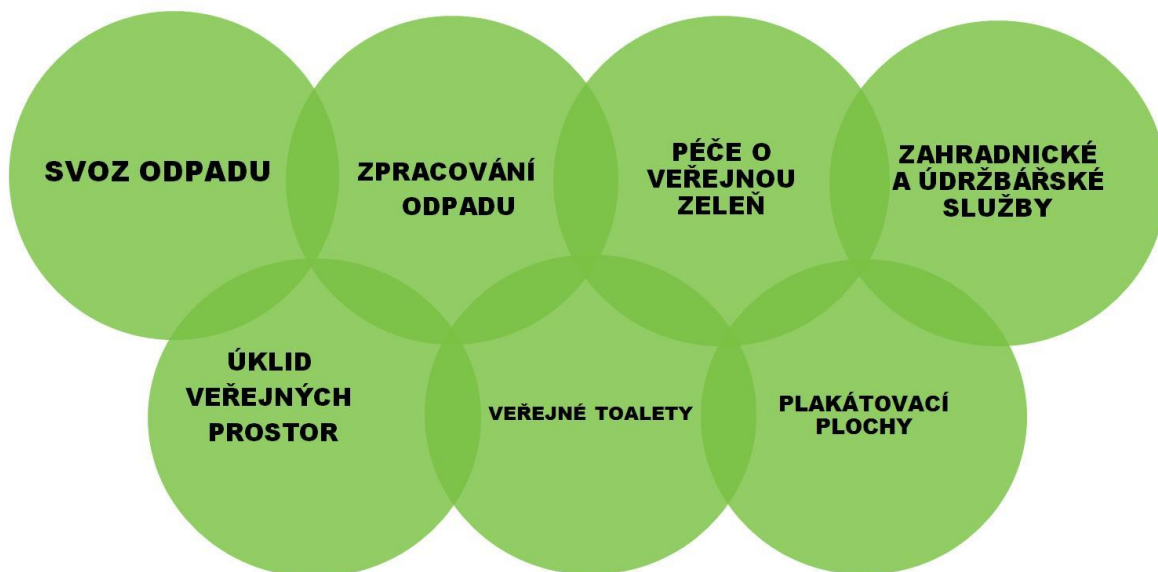 SVOZ ODPADU
ZPRACOVÁNÍ
ODPADU
PÉČE O
VEŘEJNOU
ZELEŇ
ZAHRADNICKÉ
A ÚDRŽBÁŘSKÉ
SLUŽBY
ÚKLID
VEŘEJNÝCH
PROSTOR
VEŘEJNÉ TOALETY
PLAKÁTOVACÍ
PLOCHY